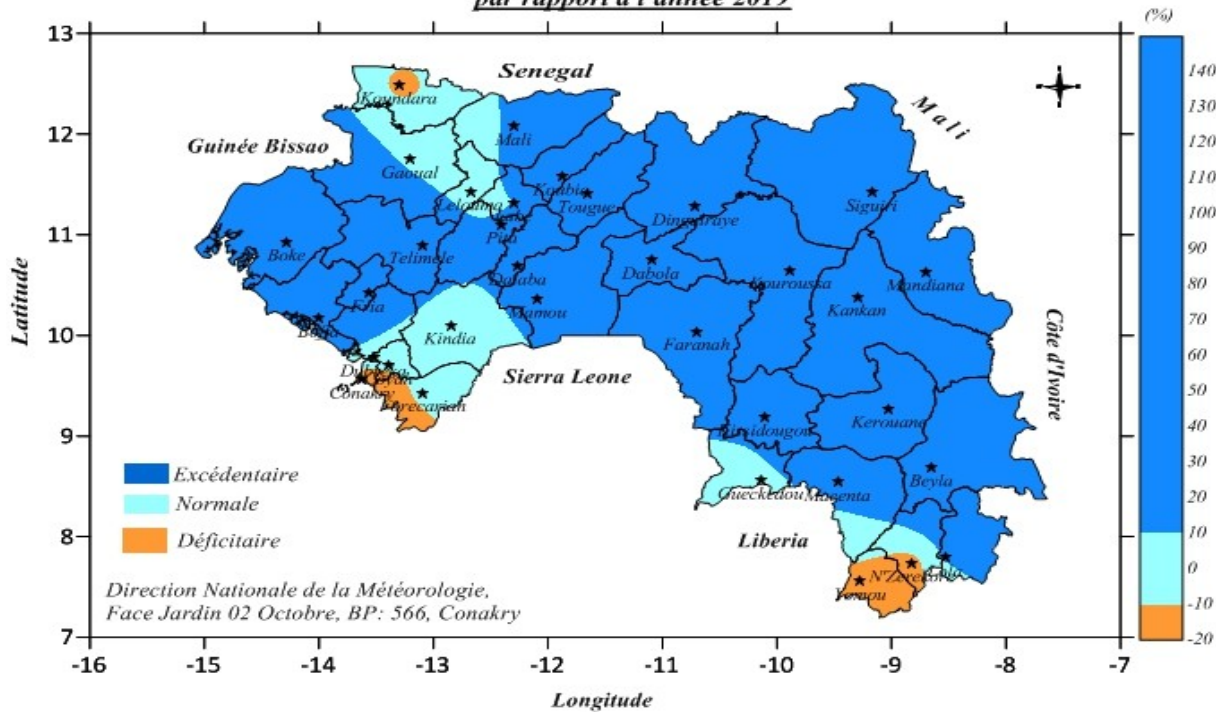 par rapport à l'année 2019
(%)
13
12
11
10
9
8
7
Latitude
-16
-15
-14
-13
-12
-11
-10
-9
-8
-7
Longitude
Senegal
Mali
Guinée Bissao
Côte d'Ivoire
Sierra Leone
Liberia
Koundara
Mali
Gaoual
Koubia
Lelouma
Tougue
Dinguiraye
Siguiri
Pita
Boke
Telimele
Dalaba
Dabola
Kouroussa
Mandiana
Fria
Mamou
Kankan
Boffa
Kindia
Faranah
Conakry
Forecariah
Kissidougou
Kerouane
Gueckedou
Macenta
Beyla
N'Zerekore
Yomou
Excédentaire
Normale
Déficitaire
Direction Nationale de la Météorologie,
Face Jardin 02 Octobre, BP: 566, Conakry
140
130
120
110
100
90
80
70
60
50
40
30
20
10
0
-10
-20